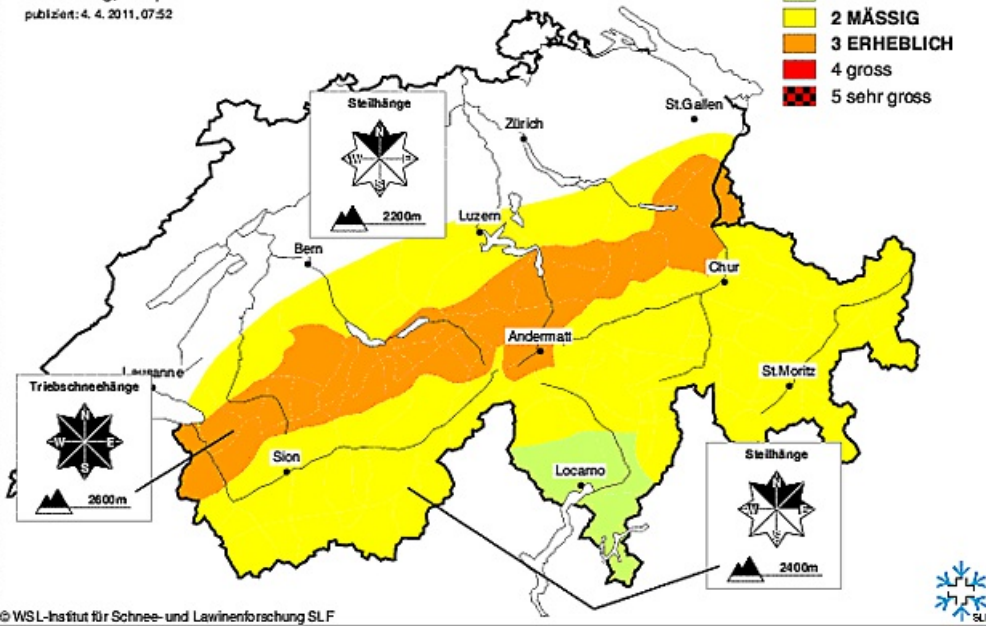 publiziert: 4. 4. 2011, 07:52
2 MÄSSIG
3 ERHEBLICH
4 gross
5 sehr gross
Steilhänge
N
W
E
S
2200m
St.Gallen
Zürich
Luzern
Bern
Chur
Andermatt
Lausanne
St.Moritz
Triebschneehänge
N
W
E
S
2600m
Sion
Locarno
Steilhänge
N
W
E
S
2400m
© WSL-Institut für Schnee- und Lawinenforschung SLF
SLF